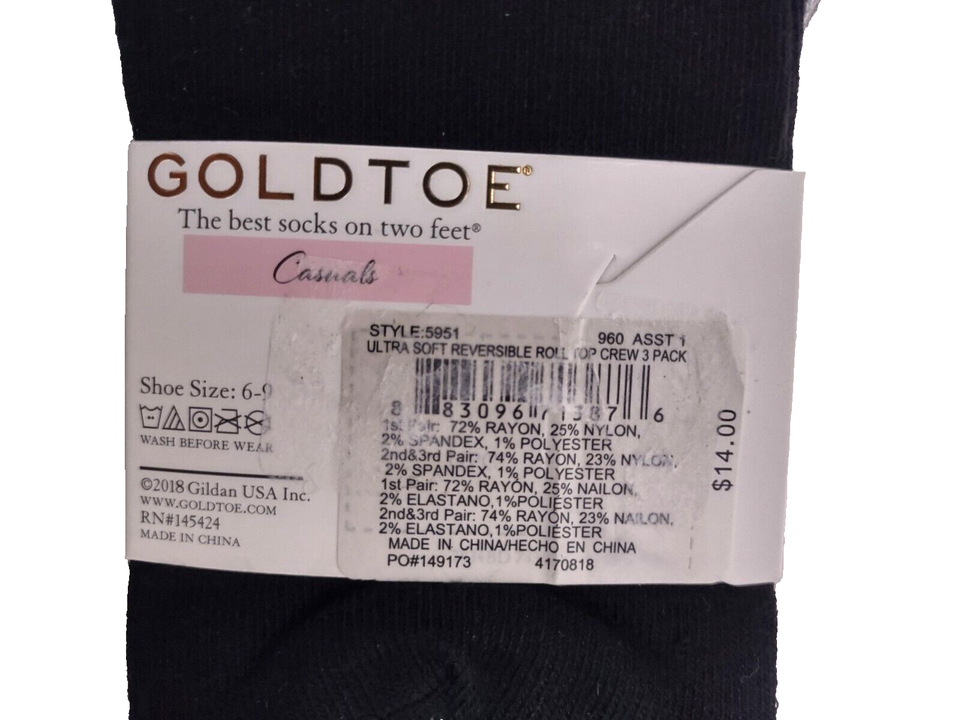 GOLDTOE®
The best socks on two feet®
Casuals
STYLE:5951 960 ASST 1
ULTRA SOFT REVERSIBLE ROLL TOP CREW 3 PACK
8 83096 71387 6
1st Pair: 72% RAYON, 25% NYLON,
2% SPANDEX, 1% POLYESTER
2nd&3rd Pair: 74% RAYON, 23% NYLON,
2% SPANDEX, 1% POLYESTER
1st Pair: 72% RAYON, 25% NAILON,
2% ELASTANO,1%POLIESTER
2nd&3rd Pair: 74% RAYON, 23% NAILON,
2% ELASTANO,1%POLIESTER
MADE IN CHINA/HECHO EN CHINA
PO#149173 4170818
$14.00
Shoe Size: 6-9
WASH BEFORE WEAR
©2018 Gildan USA Inc.
WWW.GOLDTOE.COM
RN#145424
MADE IN CHINA